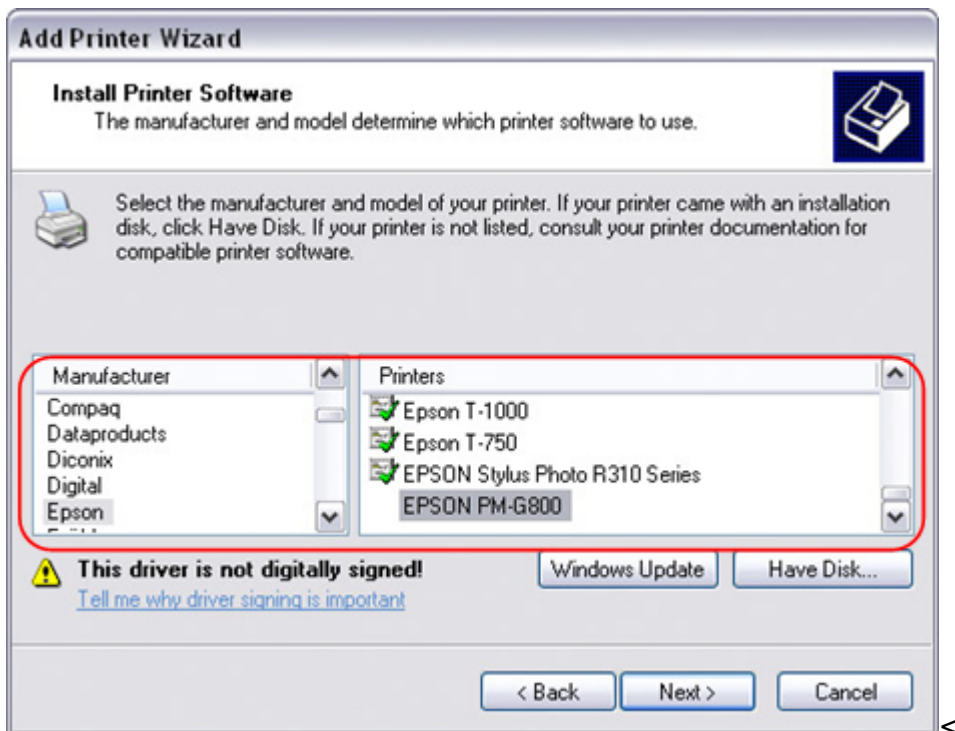 Add Printer Wizard
Install Printer Software
The manufacturer and model determine which printer software to use.
Select the manufacturer and model of your printer. If your printer came with an installation
disk, click Have Disk. If your printer is not listed, consult your printer documentation for
compatible printer software.
Manufacturer
Compaq
Dataproducts
Diconix
Digital
Epson
Printers
Epson T-1000
Epson T-750
EPSON Stylus Photo R310 Series
EPSON PM-G800
This driver is not digitally signed!
Tell me why driver signing is important
Windows Update
Have Disk...
< Back
Next >
Cancel
<